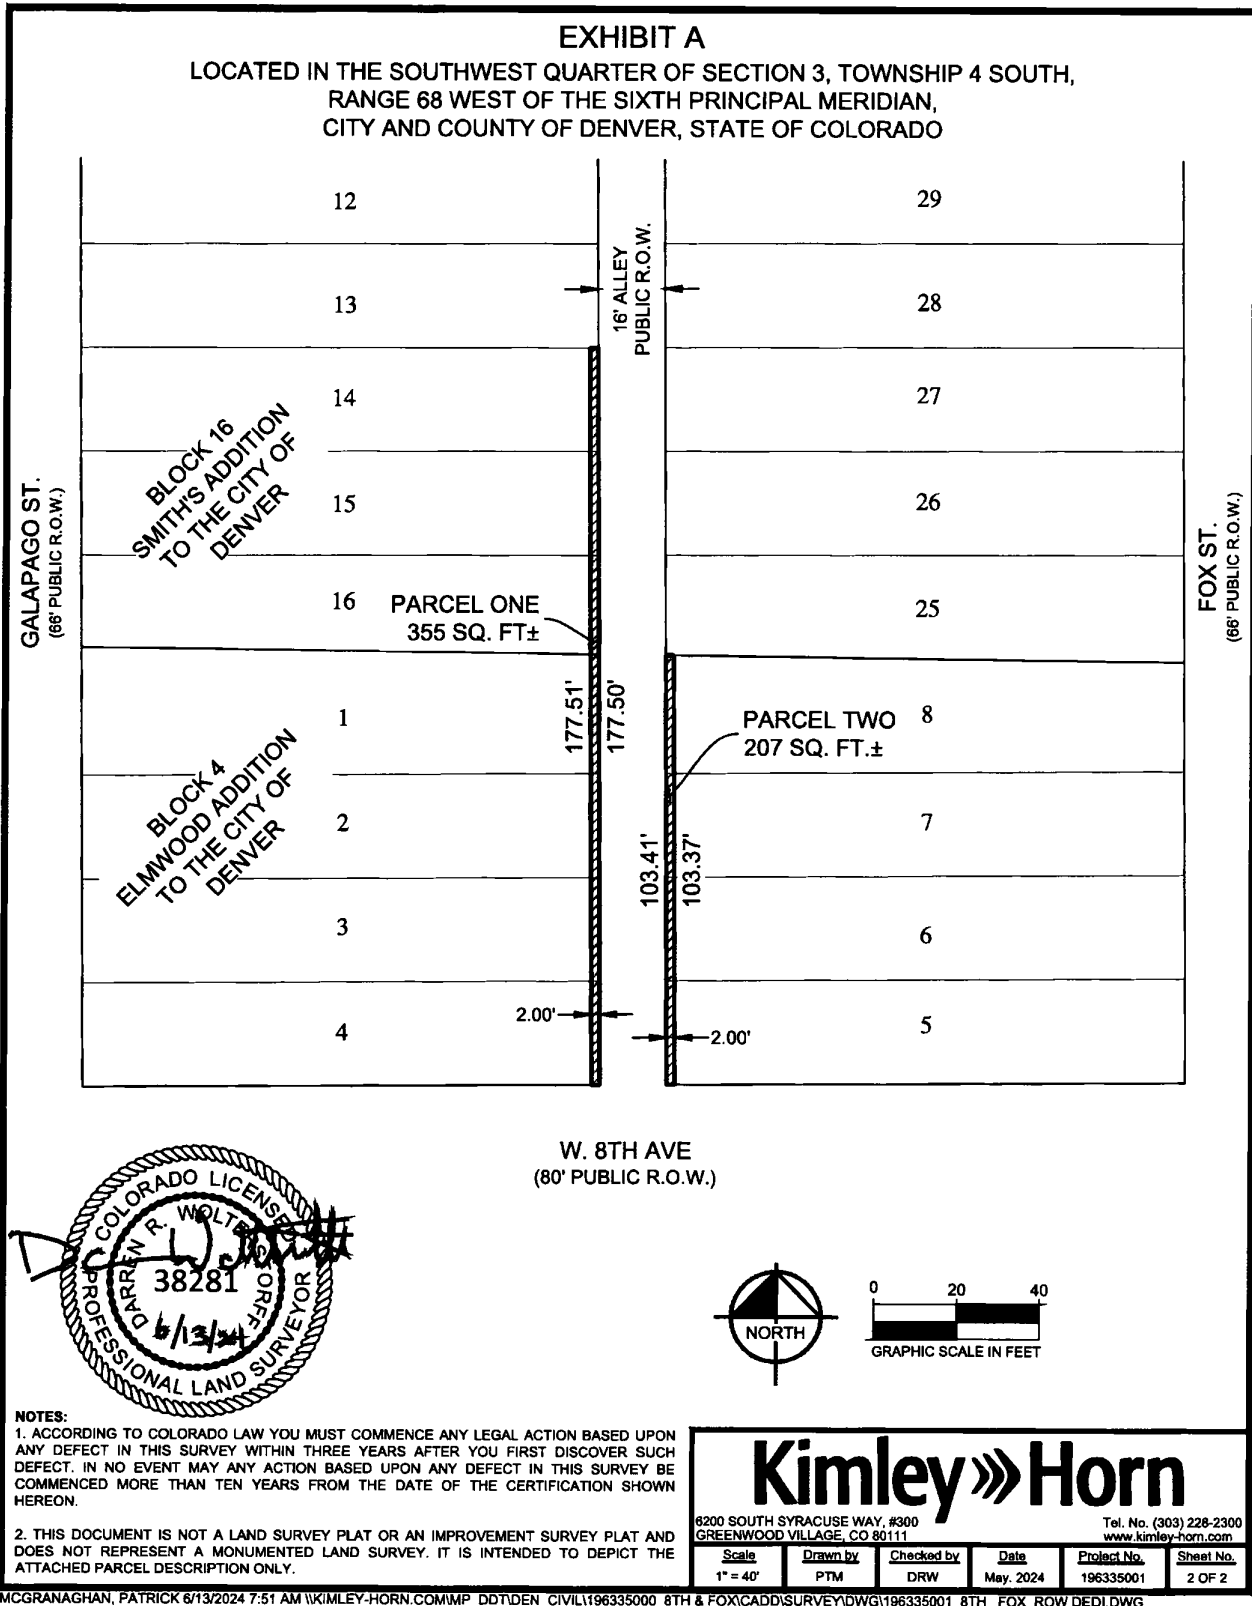 EXHIBIT A
LOCATED IN THE SOUTHWEST QUARTER OF SECTION 3, TOWNSHIP 4 SOUTH,
RANGE 68 WEST OF THE SIXTH PRINCIPAL MERIDIAN,
CITY AND COUNTY OF DENVER, STATE OF COLORADO
12
29
16' ALLEY
PUBLIC R.O.W.
13
28
14
27
BLOCK 16
SMITH'S ADDITION
TO THE CITY OF
DENVER
15
26
GALAPAGO ST.
(66' PUBLIC R.O.W.)
FOX ST.
(66' PUBLIC R.O.W.)
16
25
PARCEL ONE
355 SQ. FT±
177.51'
177.50'
1
8
PARCEL TWO
207 SQ. FT.±
BLOCK 4
ELMWOOD ADDITION
TO THE CITY OF
DENVER
2
7
103.41'
103.37'
3
6
2.00'
2.00'
4
5
W. 8TH AVE
(80' PUBLIC R.O.W.)
COLORADO LICENSED
DARREN R. WOLTERSTORFF
38281
6/13/24
PROFESSIONAL LAND SURVEYOR
NORTH
0 20 40
GRAPHIC SCALE IN FEET
NOTES:
1. ACCORDING TO COLORADO LAW YOU MUST COMMENCE ANY LEGAL ACTION BASED UPON
ANY DEFECT IN THIS SURVEY WITHIN THREE YEARS AFTER YOU FIRST DISCOVER SUCH
DEFECT. IN NO EVENT MAY ANY ACTION BASED UPON ANY DEFECT IN THIS SURVEY BE
COMMENCED MORE THAN TEN YEARS FROM THE DATE OF THE CERTIFICATION SHOWN
HEREON.
2. THIS DOCUMENT IS NOT A LAND SURVEY PLAT OR AN IMPROVEMENT SURVEY PLAT AND
DOES NOT REPRESENT A MONUMENTED LAND SURVEY. IT IS INTENDED TO DEPICT THE
ATTACHED PARCEL DESCRIPTION ONLY.
Kimley»Horn
6200 SOUTH SYRACUSE WAY, #300
GREENWOOD VILLAGE, CO 80111
Tel. No. (303) 228-2300
www.kimley-horn.com
Scale Drawn by Checked by Date Project No. Sheet No.
1" = 40' PTM DRW May. 2024 196335001 2 OF 2
MCGRANAGHAN, PATRICK 6/13/2024 7:51 AM \\KIMLEY-HORN.COM\MP_DDT\DEN_CIVIL\196335000_8TH & FOX\CADD\SURVEY\DWG\196335001_8TH_FOX_ROW DEDI.DWG